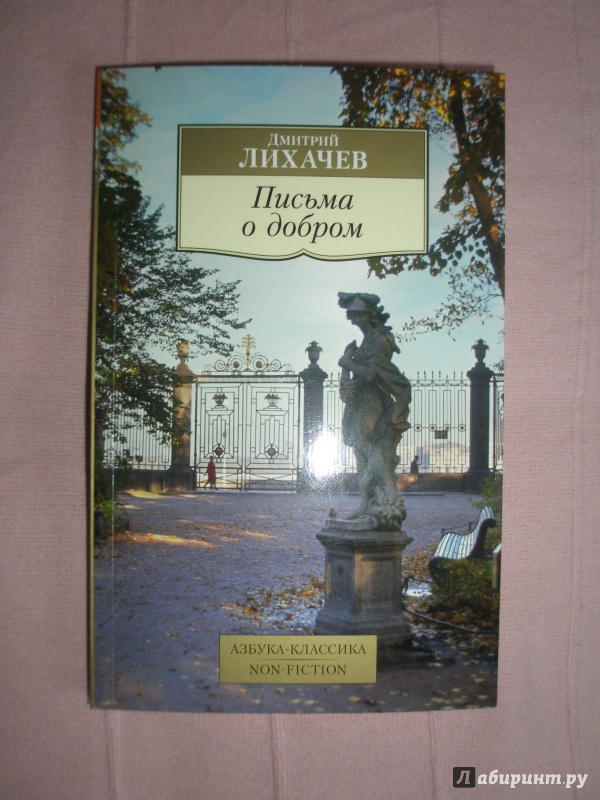 Дмитрий
ЛИХАЧЕВ
Письма
о добром
АЗБУКА-КЛАССИКА
NON-FICTION
Лабиринт.ру